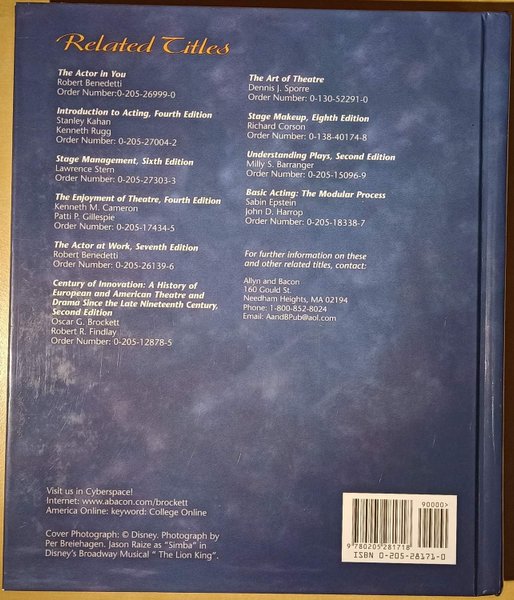 Related Titles
The Actor in You
Robert Benedetti
Order Number:0-205-26999-0
Introduction to Acting, Fourth Edition
Stanley Kahan
Kenneth Rugg
Order Number: 0-205-27004-2
Stage Management, Sixth Edition
Lawrence Stern
Order Number: 0-205-27303-3
The Enjoyment of Theatre, Fourth Edition
Kenneth M. Cameron
Patti P. Gillespie
Order Number: 0-205-17434-5
The Actor at Work, Seventh Edition
Robert Benedetti
Order Number: 0-205-26139-6
Century of Innovation: A History of
European and American Theatre and
Drama Since the Late Nineteenth Century,
Second Edition
Oscar G. Brockett
Robert R. Findlay
Order Number: 0-205-12878-5
The Art of Theatre
Dennis J. Sporre
Order Number: 0-130-52291-0
Stage Makeup, Eighth Edition
Richard Corson
Order Number: 0-138-40174-8
Understanding Plays, Second Edition
Milly S. Barranger
Order Number: 0-205-15096-9
Basic Acting: The Modular Process
Sabin Epstein
John D. Harrop
Order Number: 0-205-18338-7
For further information on these
and other related titles, contact:
Allyn and Bacon
160 Gould St.
Needham Heights, MA 02194
Phone: 1-800-852-8024
Email: AandBPub@aol.com
Visit us in Cyberspace!
Internet: www.abacon.com/brockett
America Online: keyword: College Online
Cover Photograph: © Disney. Photograph by
Per Breiehagen. Jason Raize as "Simba" in
Disney's Broadway Musical " The Lion King".
90000>
9 780205 281718
ISBN 0-205-28171-0